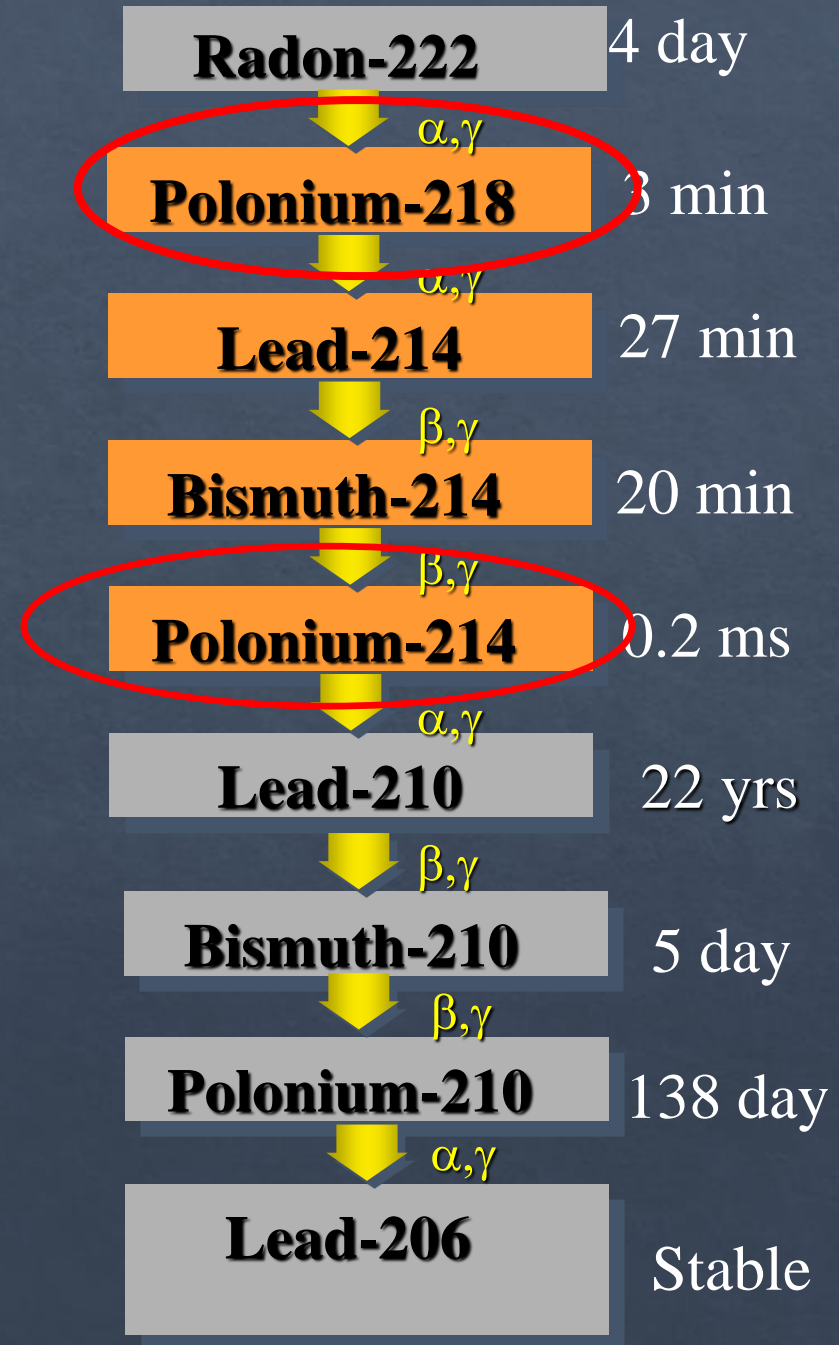 Radon-222 4 day
α,γ
Polonium-218 3 min
α,γ
Lead-214 27 min
β,γ
Bismuth-214 20 min
β,γ
Polonium-214 0.2 ms
α,γ
Lead-210 22 yrs
β,γ
Bismuth-210 5 day
β,γ
Polonium-210 138 day
α,γ
Lead-206 Stable